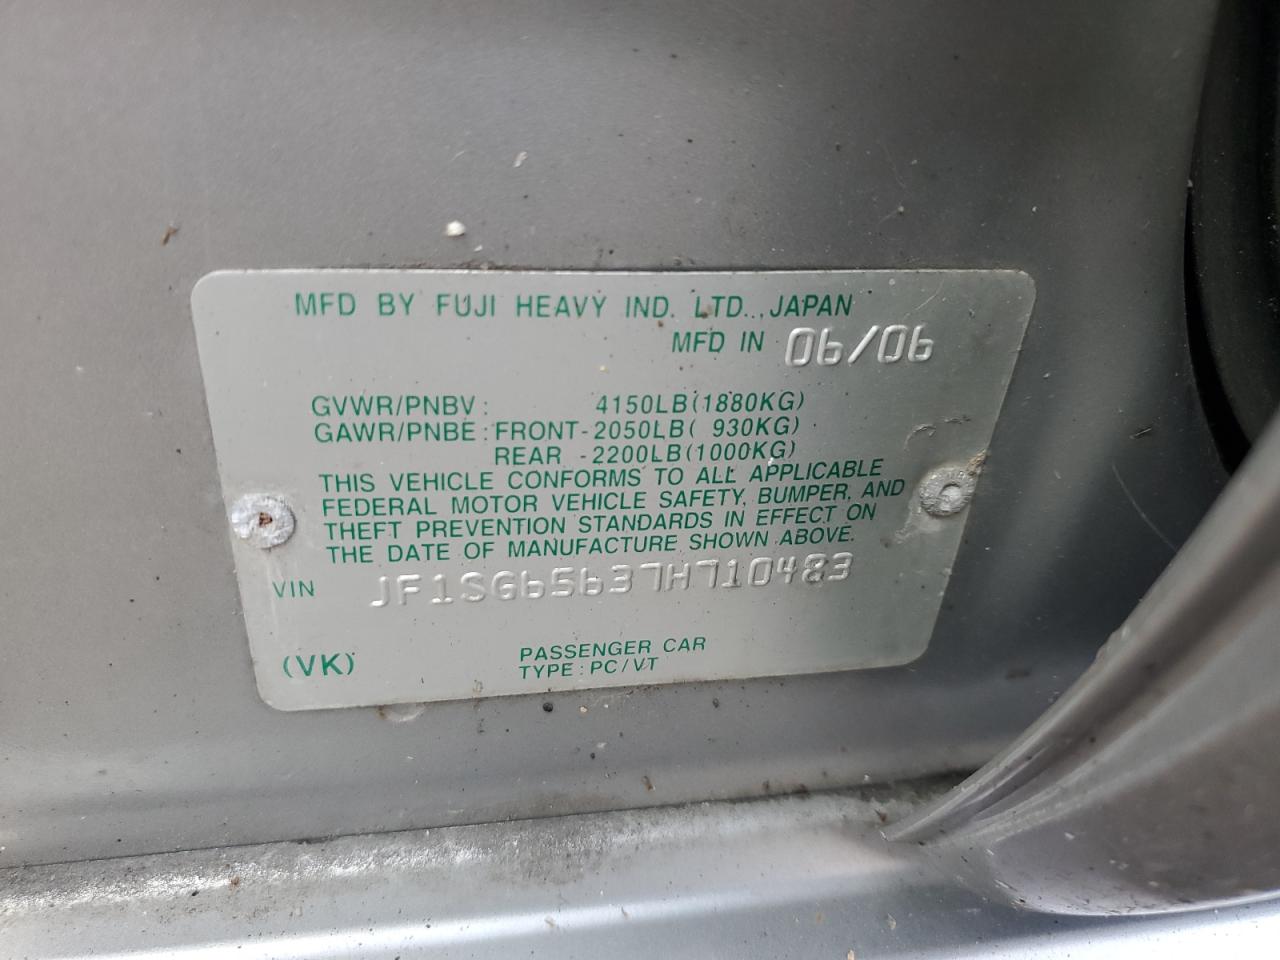 MFD BY FUJI HEAVY IND. LTD., JAPAN
MFD IN 06/06
GVWR/PNBV: 4150LB(1880KG)
GAWR/PNBE: FRONT-2050LB( 930KG)
REAR -2200LB(1000KG)
THIS VEHICLE CONFORMS TO ALL APPLICABLE
FEDERAL MOTOR VEHICLE SAFETY, BUMPER, AND
THEFT PREVENTION STANDARDS IN EFFECT ON
THE DATE OF MANUFACTURE SHOWN ABOVE.
VIN JF1SG65637H710483
(VK) PASSENGER CAR
TYPE: PC/VT